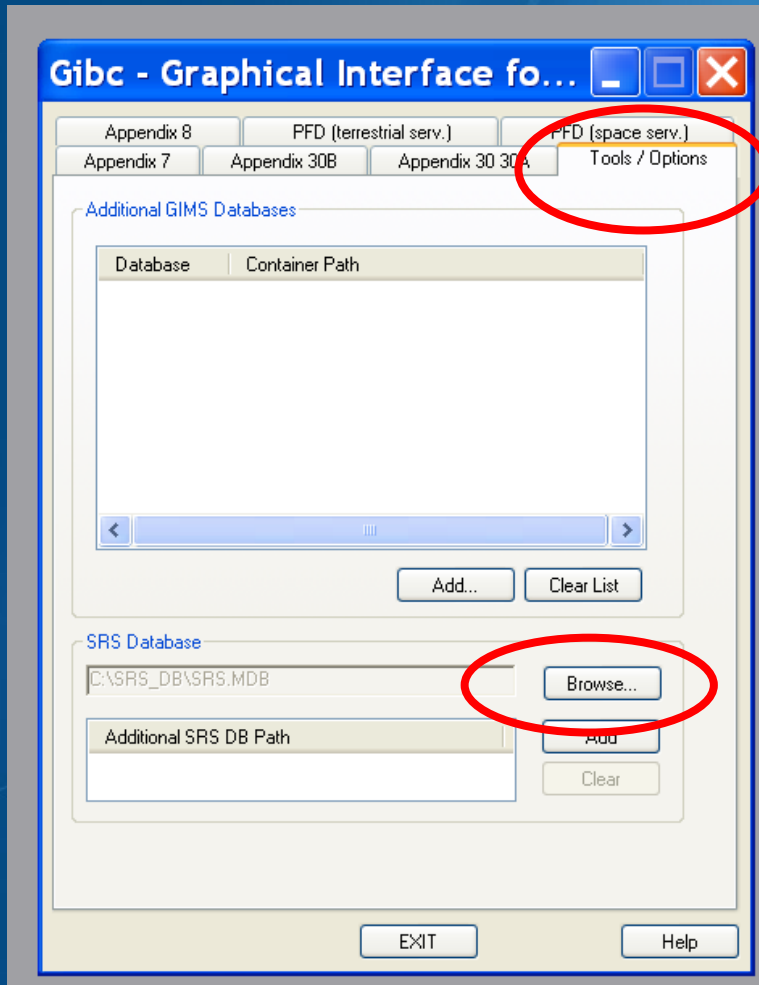 Gibc - Graphical Interface fo...
Appendix 8 PFD (terrestrial serv.) PFD (space serv.)
Appendix 7 Appendix 30B Appendix 30 30A Tools / Options
Additional GIMS Databases
Database Container Path
Add... Clear List
SRS Database
C:\SRS_DB\SRS.MDB Browse...
Additional SRS DB Path Add
Clear
EXIT Help